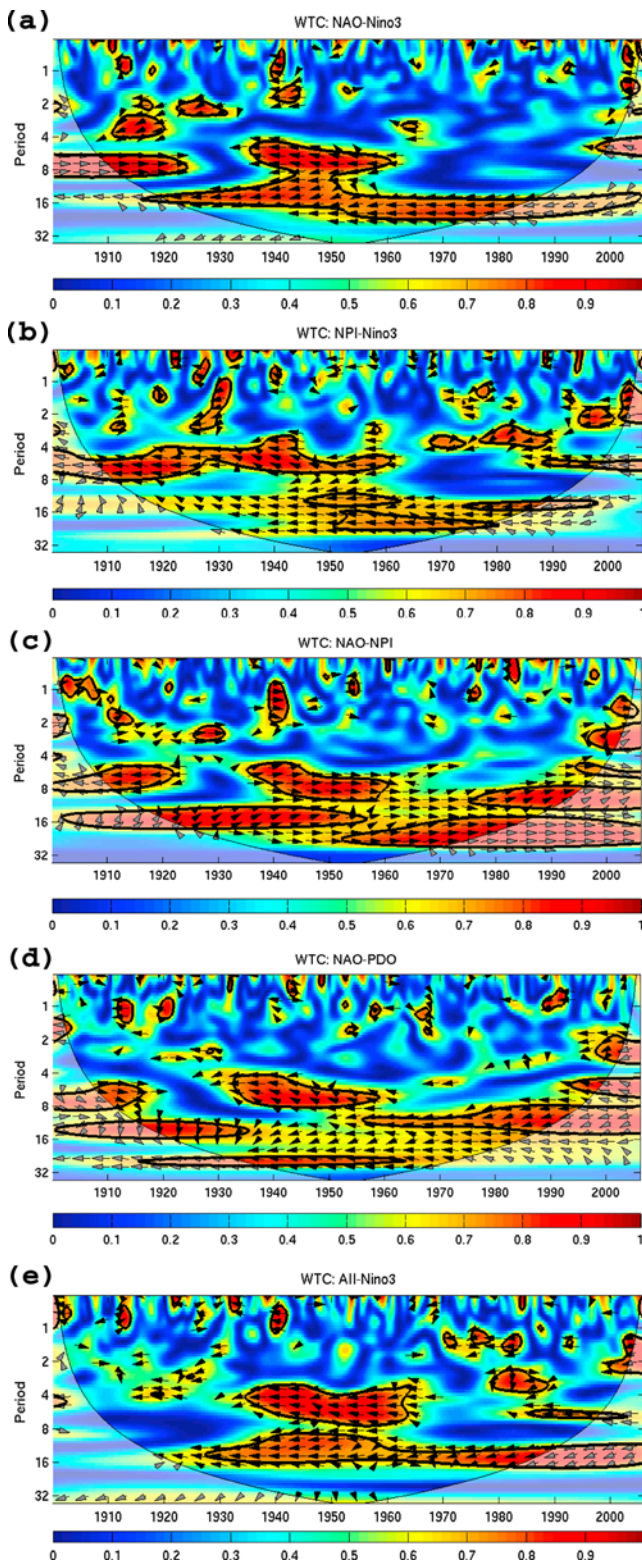 (a)
WTC: NAO-Nino3
Period
1
2
4
8
16
32
1910 1920 1930 1940 1950 1960 1970 1980 1990 2000
0 0.1 0.2 0.3 0.4 0.5 0.6 0.7 0.8 0.9
(b)
WTC: NPI-Nino3
Period
1
2
4
8
16
32
1910 1920 1930 1940 1950 1960 1970 1980 1990 2000
0 0.1 0.2 0.3 0.4 0.5 0.6 0.7 0.8 0.9 1
(c)
WTC: NAO-NPI
Period
1
2
4
8
16
32
1910 1920 1930 1940 1950 1960 1970 1980 1990 2000
0 0.1 0.2 0.3 0.4 0.5 0.6 0.7 0.8 0.9 1
(d)
WTC: NAO-PDO
Period
1
2
4
8
16
32
1910 1920 1930 1940 1950 1960 1970 1980 1990 2000
0 0.1 0.2 0.3 0.4 0.5 0.6 0.7 0.8 0.9 1
(e)
WTC: AII-Nino3
Period
1
2
4
8
16
32
1910 1920 1930 1940 1950 1960 1970 1980 1990 2000
0 0.1 0.2 0.3 0.4 0.5 0.6 0.7 0.8 0.9